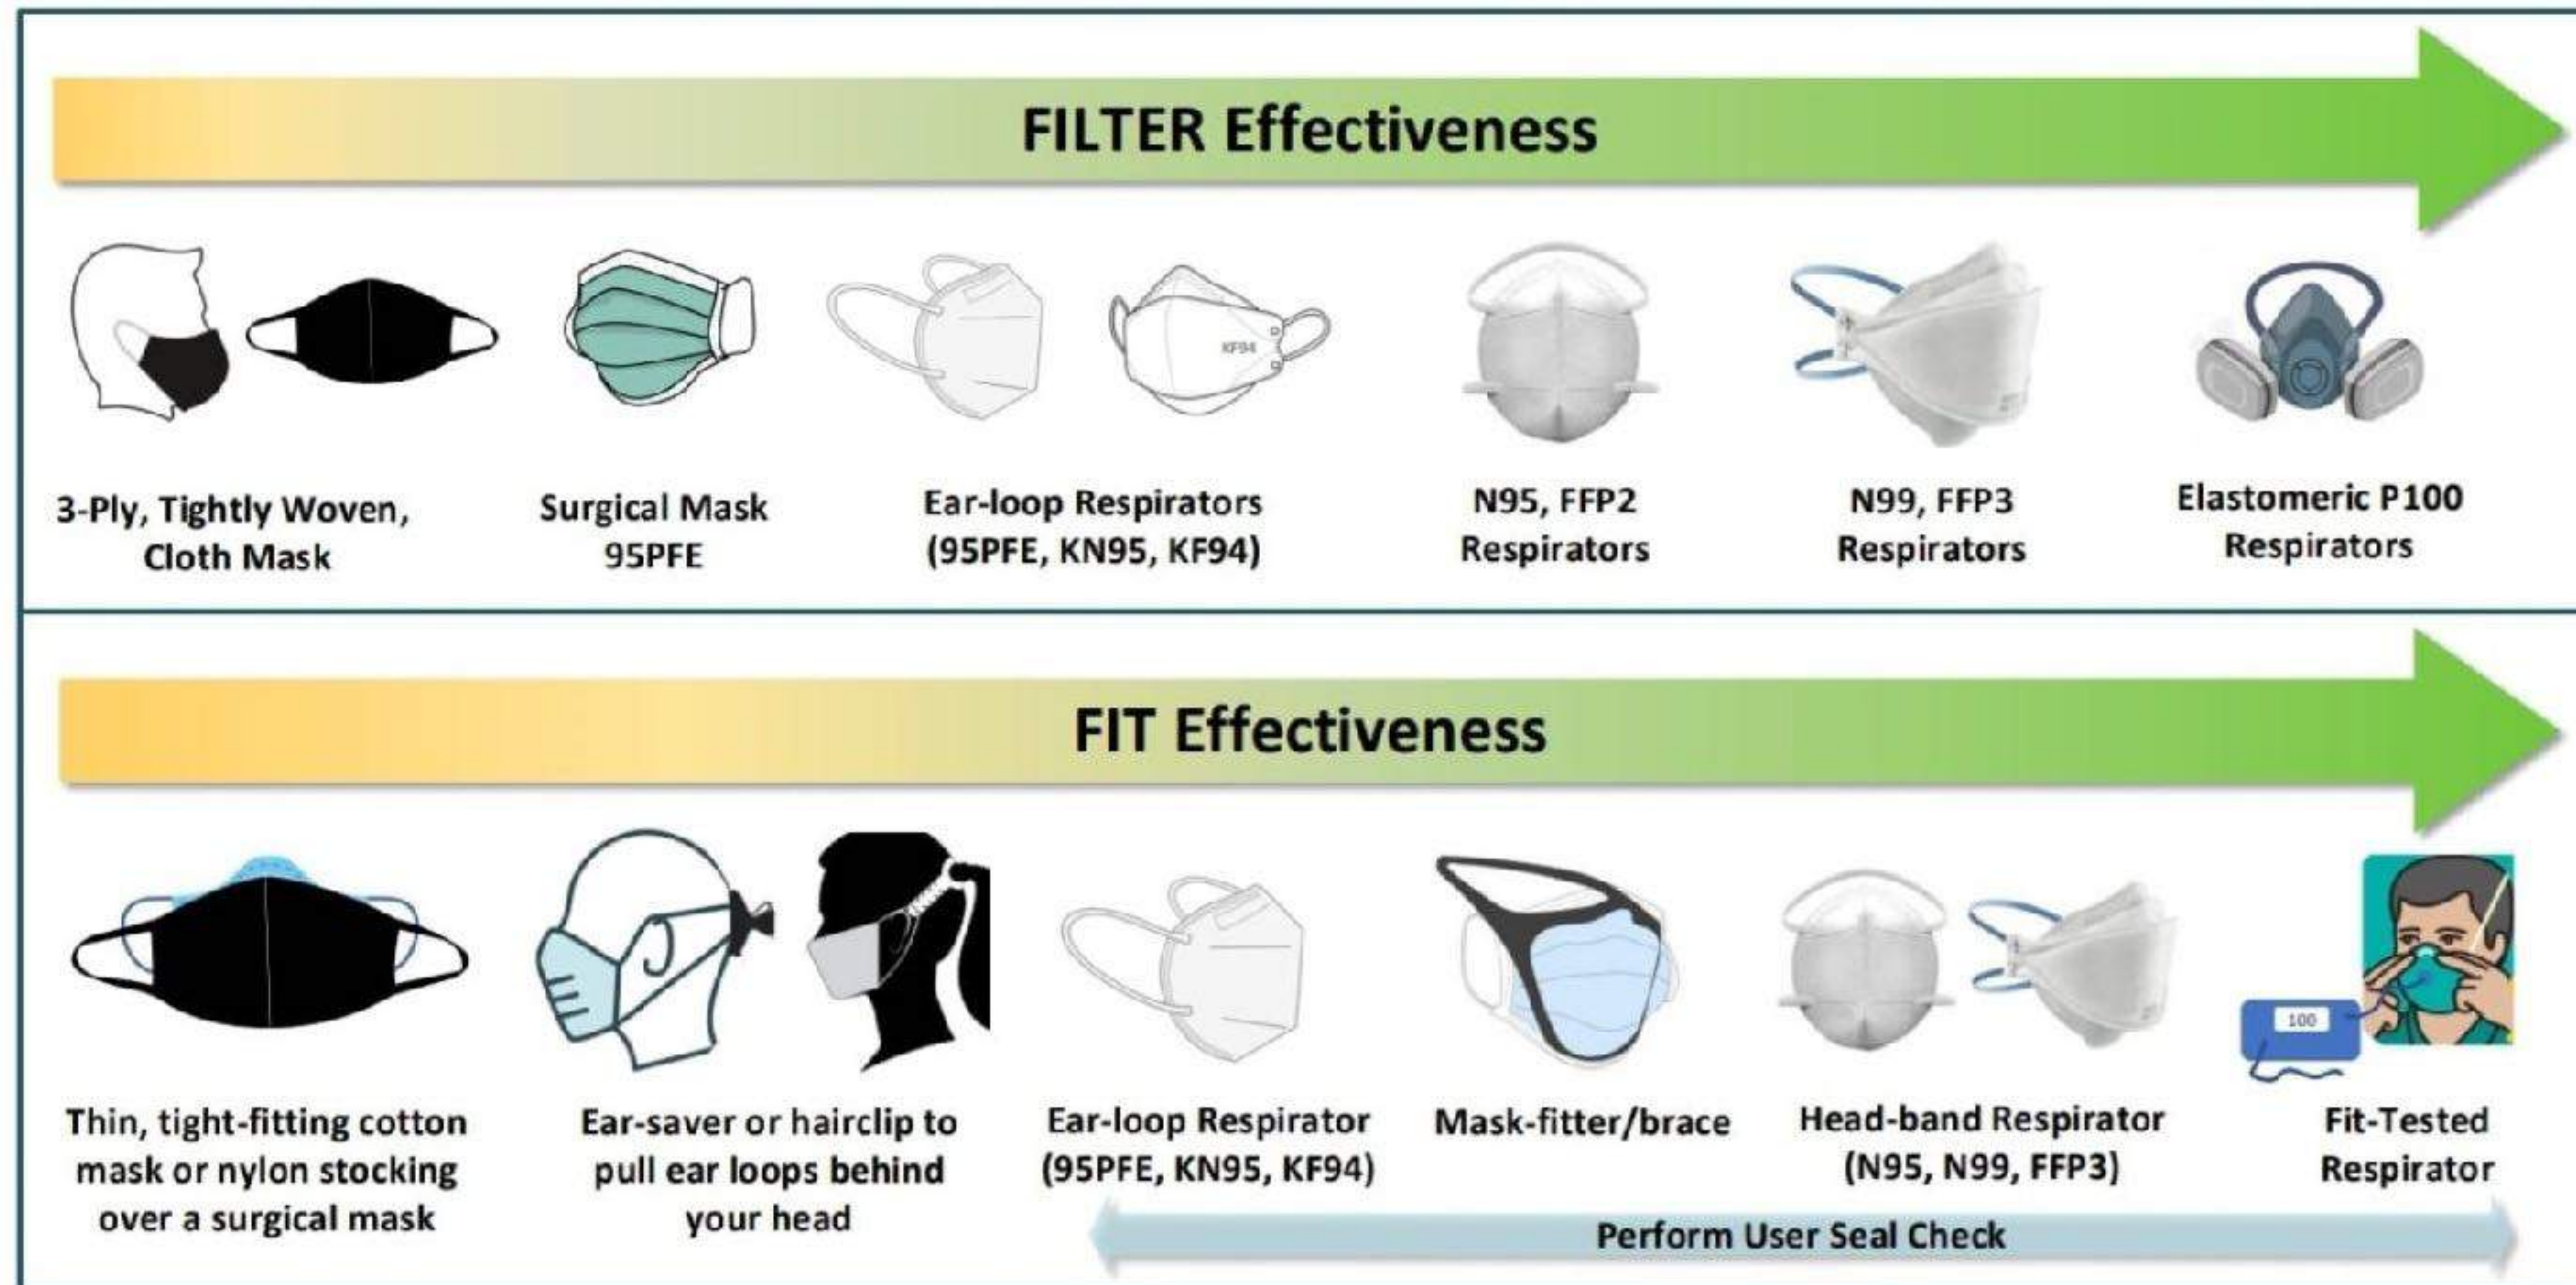 FILTER Effectiveness
KF94
3-Ply, Tightly Woven,
Cloth Mask
Surgical Mask
95PFE
Ear-loop Respirators
(95PFE, KN95, KF94)
N95, FFP2
Respirators
N99, FFP3
Respirators
Elastomeric P100
Respirators
FIT Effectiveness
100
Thin, tight-fitting cotton
mask or nylon stocking
over a surgical mask
Ear-saver or hairclip to
pull ear loops behind
your head
Ear-loop Respirator
(95PFE, KN95, KF94)
Mask-fitter/brace
Head-band Respirator
(N95, N99, FFP3)
Fit-Tested
Respirator
Perform User Seal Check